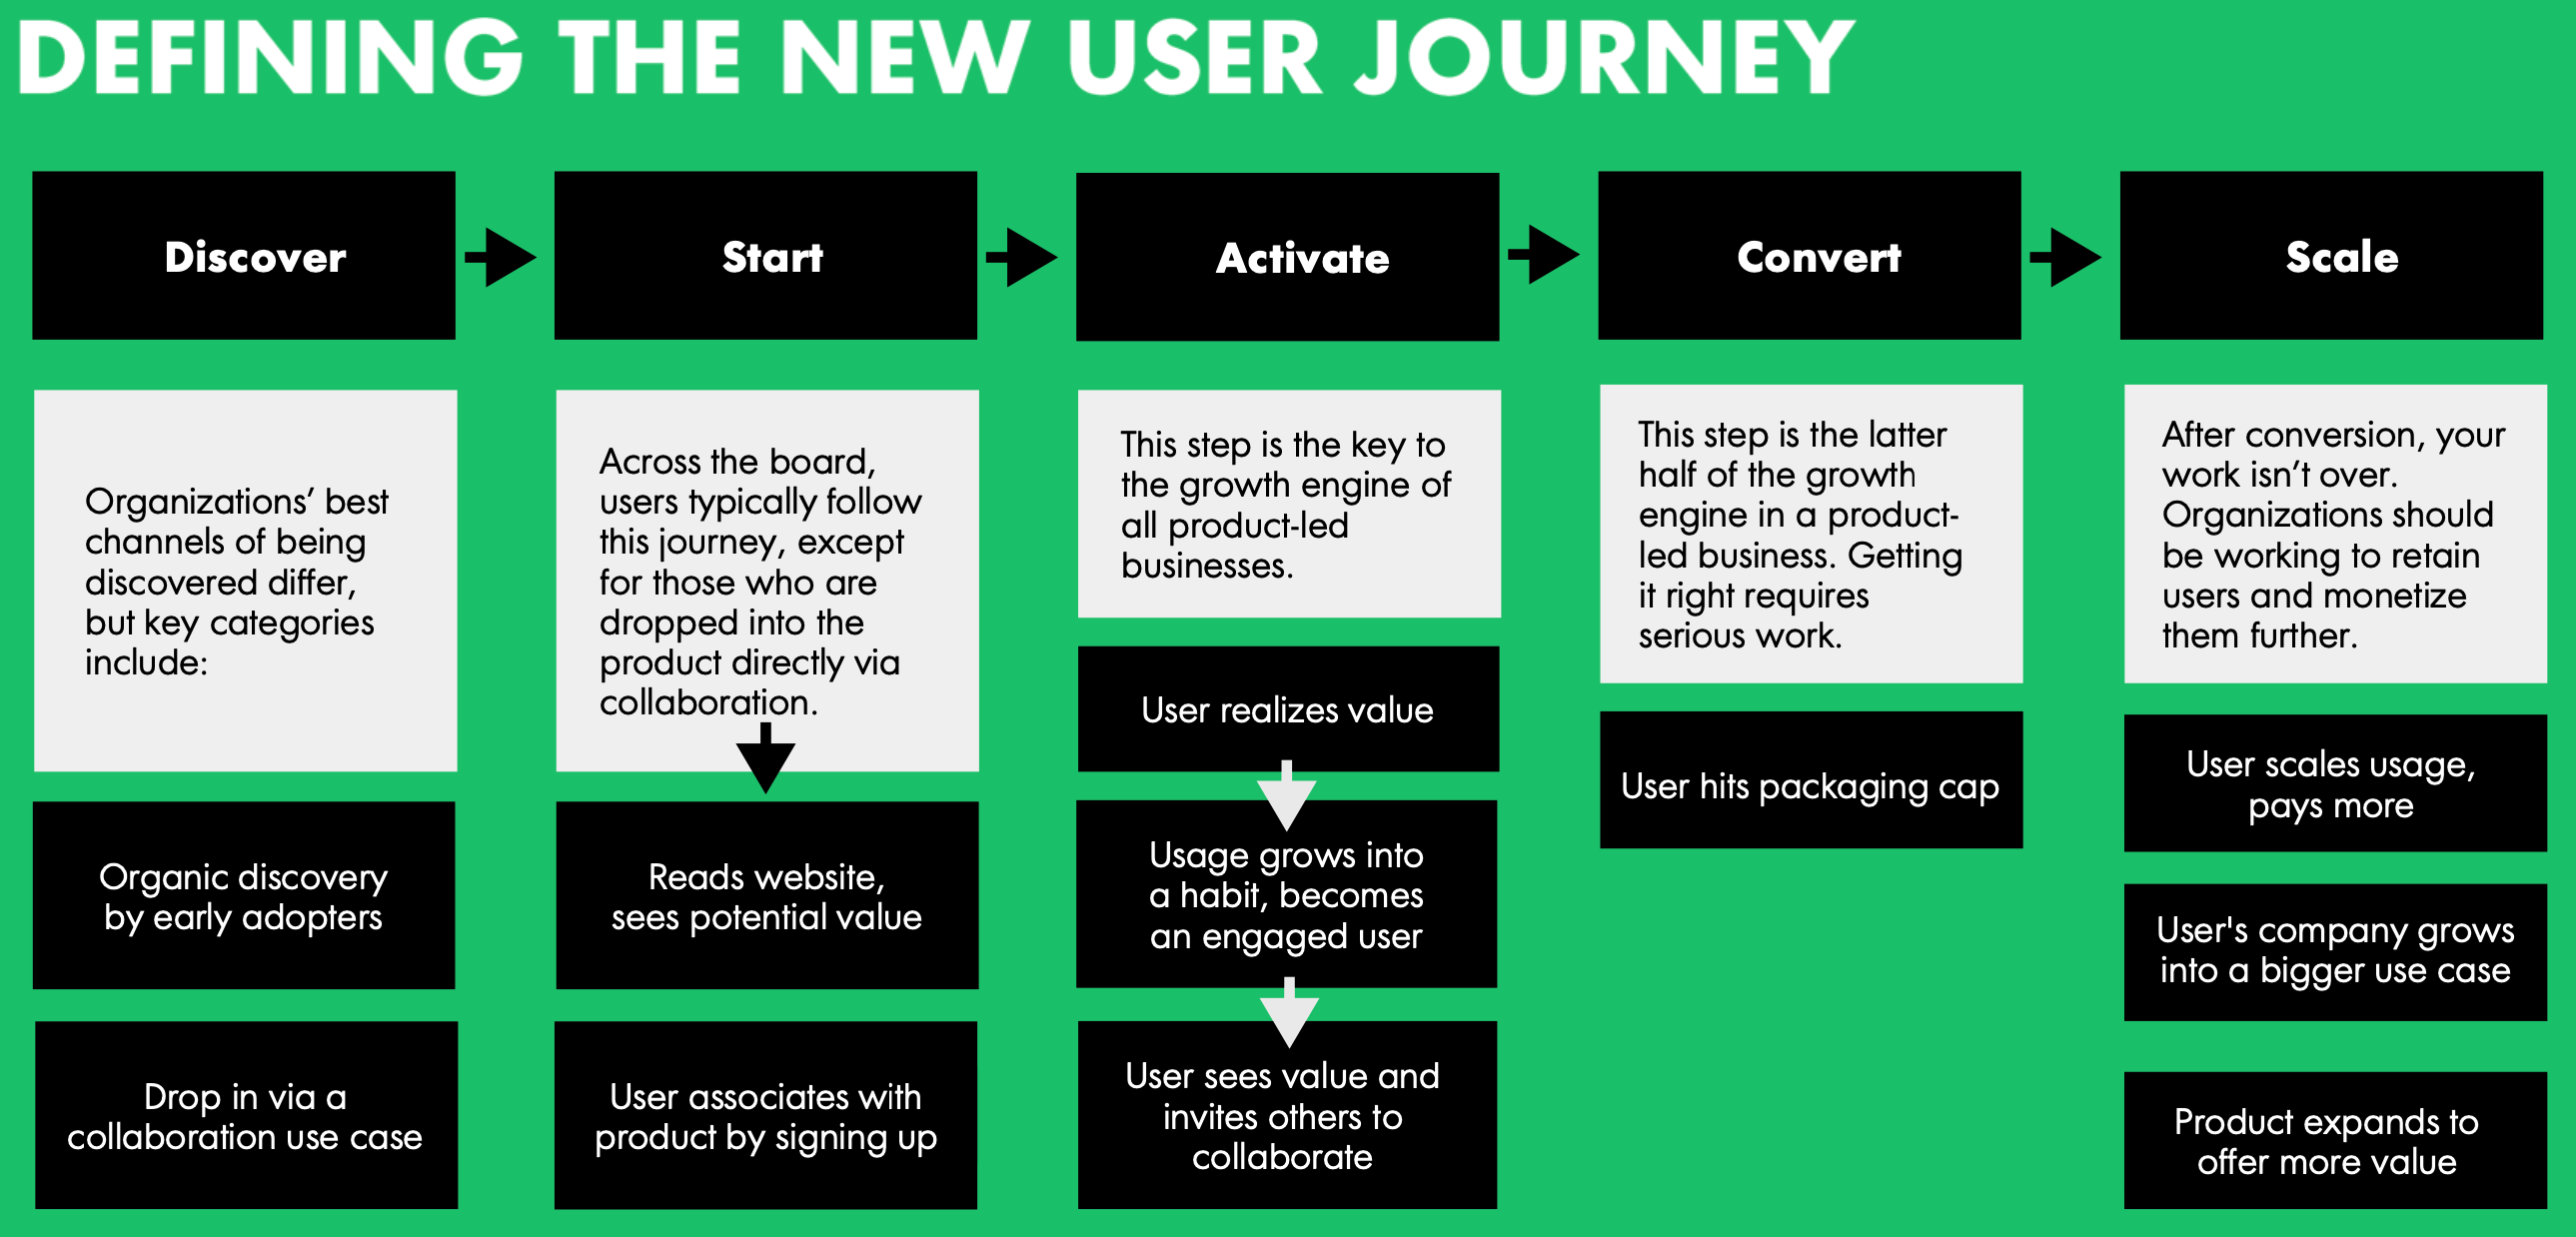 DEFINING THE NEW USER JOURNEY
Discover
Start
Activate
Convert
Scale
Organizations’ best
channels of being
discovered differ,
but key categories
include:
Organic discovery
by early adopters
Drop in via a
collaboration use case
Across the board,
users typically follow
this journey, except
for those who are
dropped into the
product directly via
collaboration.
Reads website,
sees potential value
User associates with
product by signing up
This step is the key to
the growth engine of
all product-led
businesses.
User realizes value
Usage grows into
a habit, becomes
an engaged user
User sees value and
invites others to
collaborate
This step is the latter
half of the growth
engine in a product-
led business. Getting
it right requires
serious work.
User hits packaging cap
After conversion, your
work isn’t over.
Organizations should
be working to retain
users and monetize
them further.
User scales usage,
pays more
User's company grows
into a bigger use case
Product expands to
offer more value